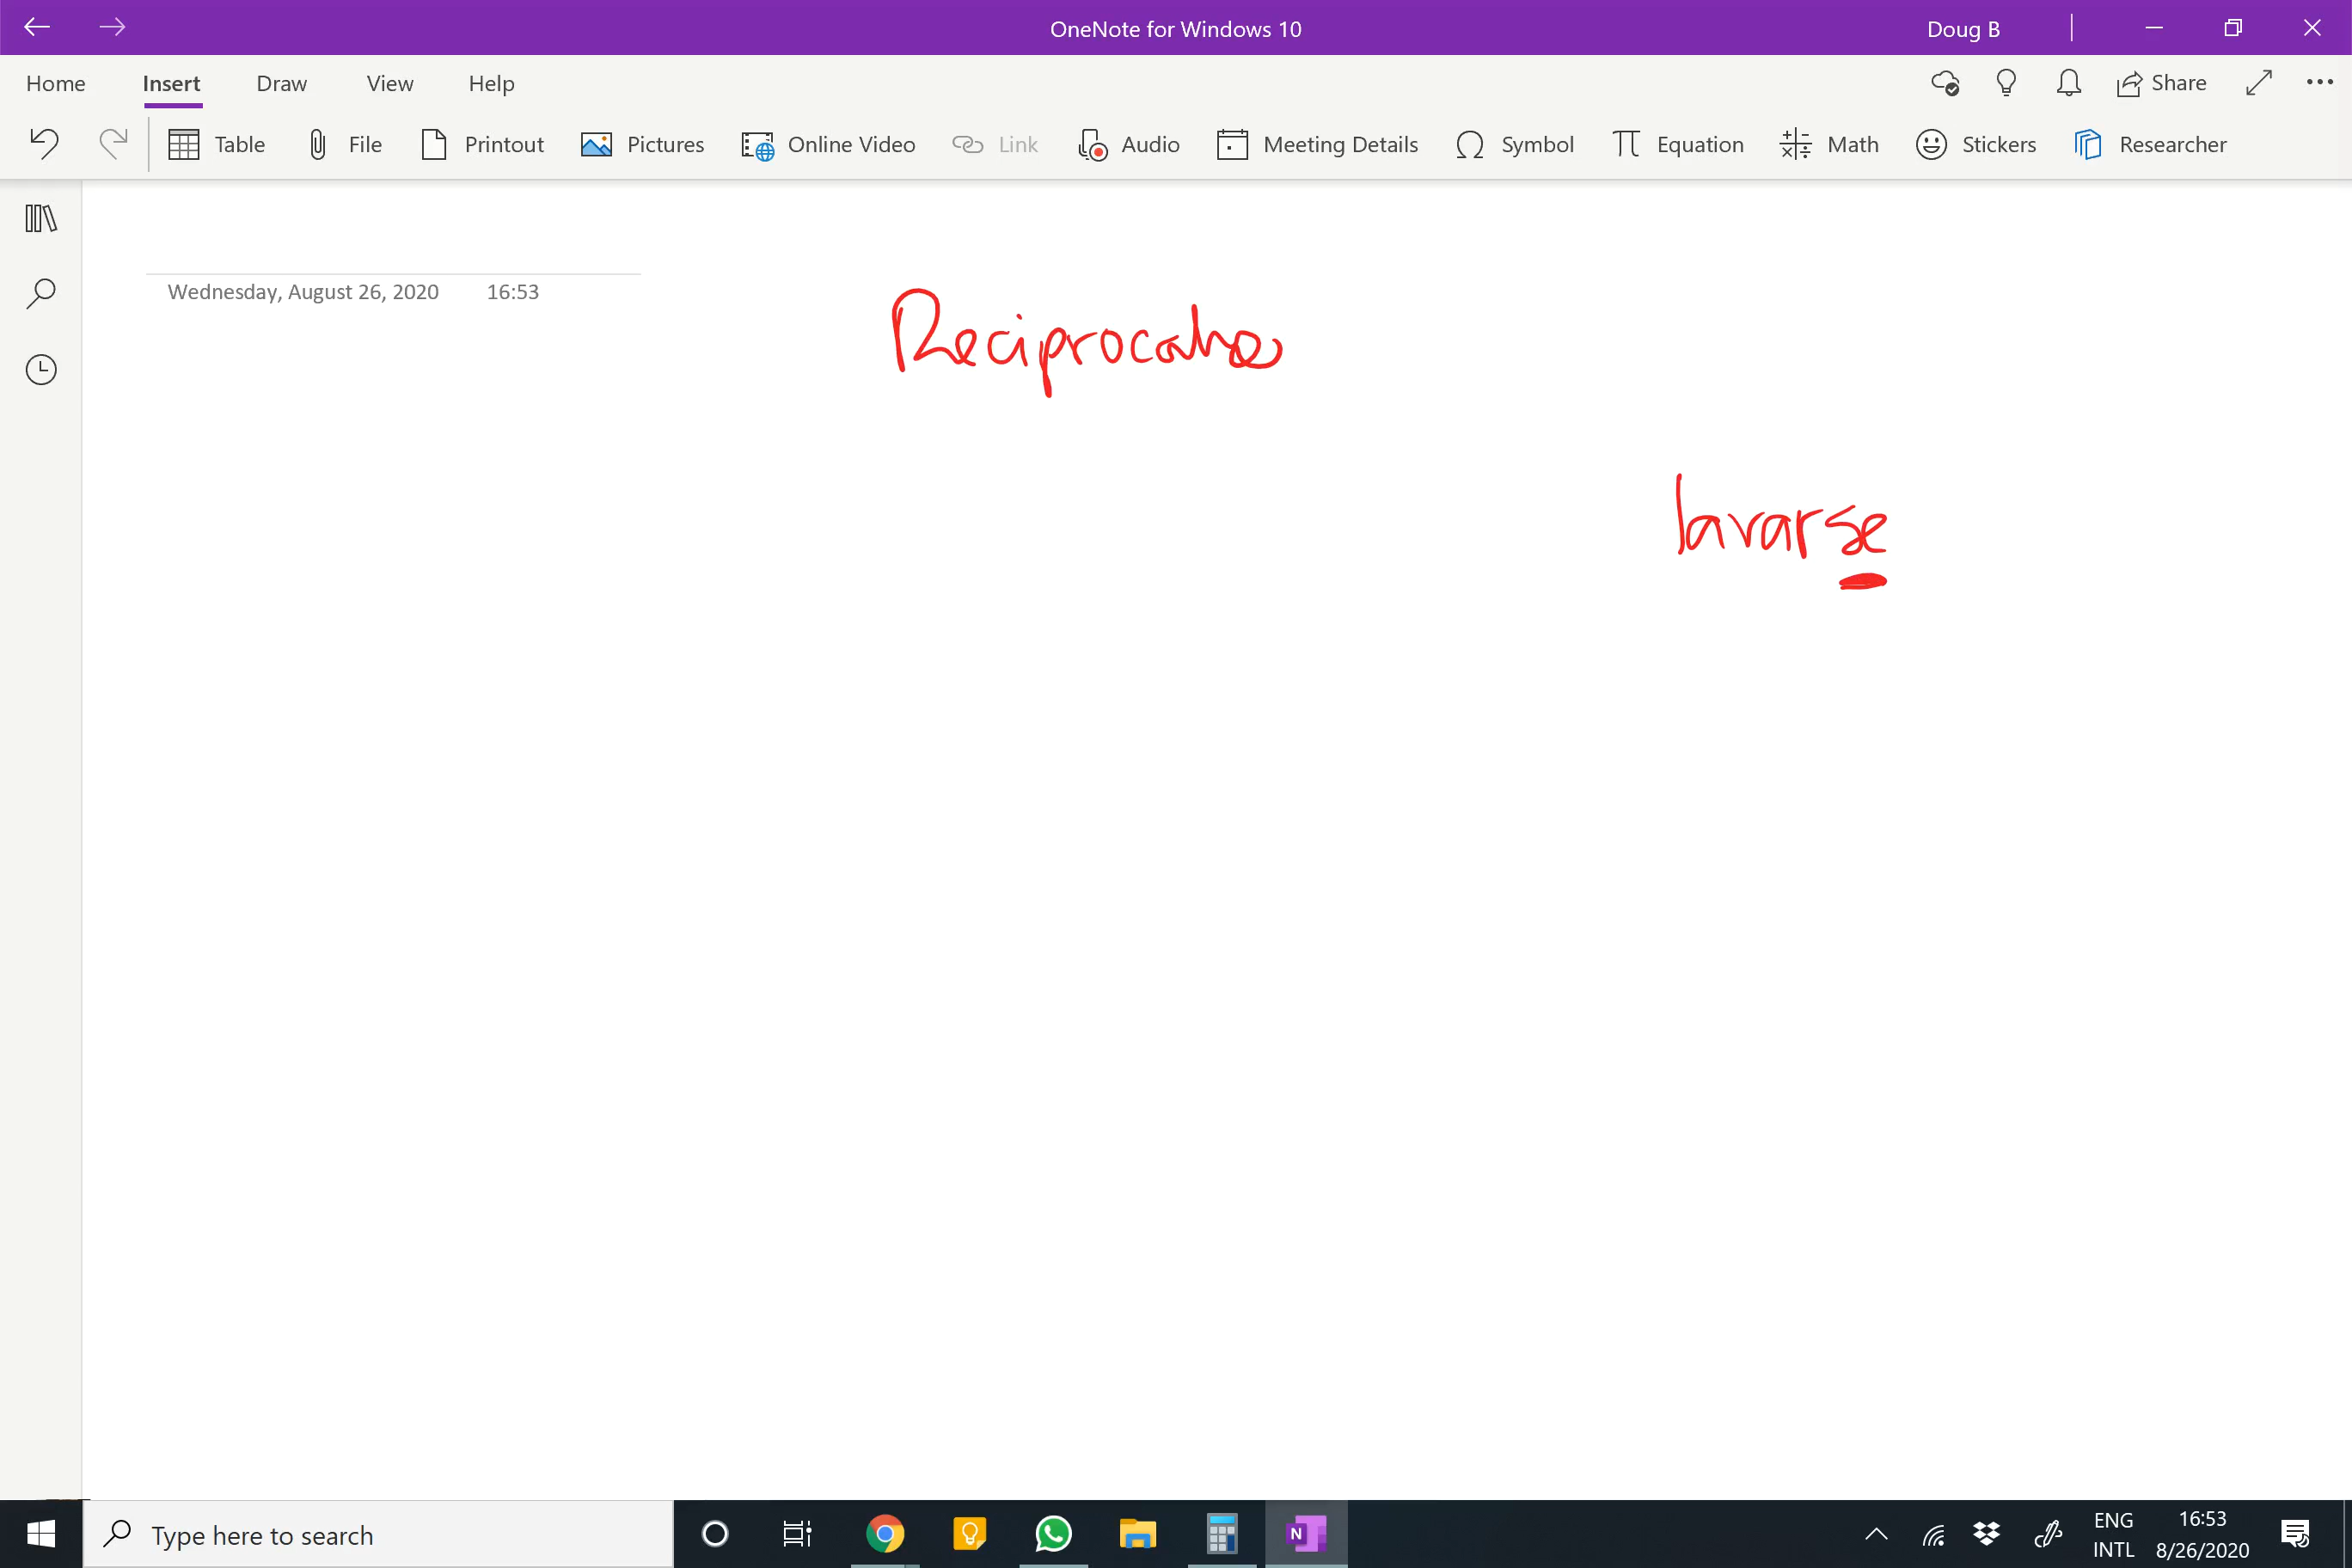 OneNote for Windows 10 Doug B
Home Insert Draw View Help Share
Table File Printout Pictures Online Video Link Audio Meeting Details Symbol Equation Math Stickers Researcher
Wednesday, August 26, 2020 16:53
lavarse
Type here to search
N
ENG
INTL
16:53
8/26/2020